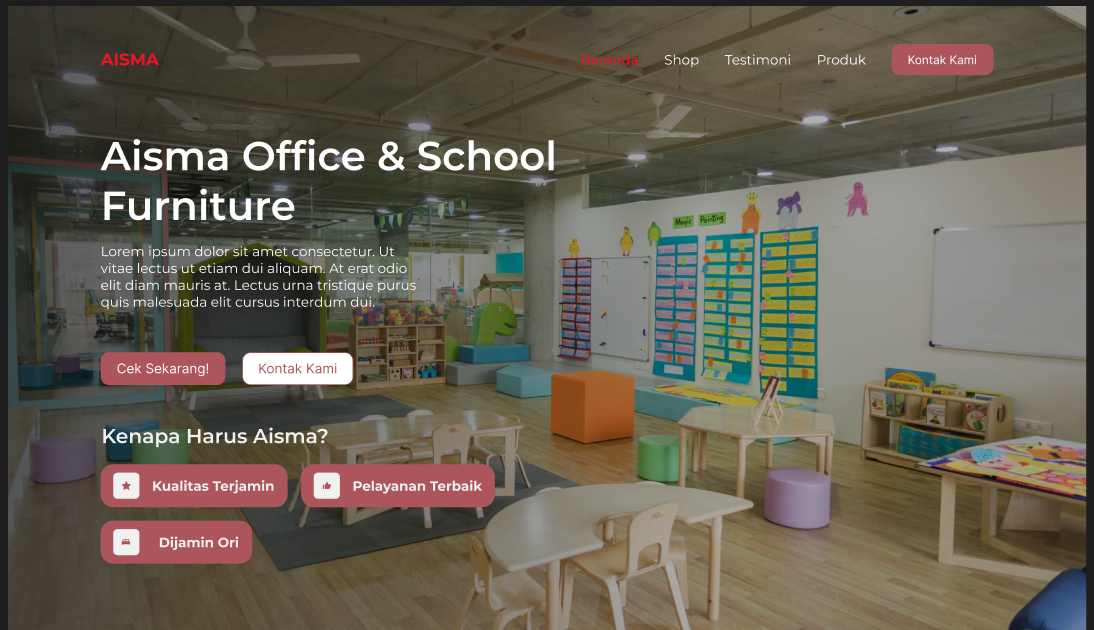 AISMA
Beranda
Shop
Testimoni
Produk
Kontak Kami
Aisma Office & School
Furniture
Lorem ipsum dolor sit amet consectetur. Ut
vitae lectus ut etiam dui aliquam. At erat odio
elit diam mauris at. Lectus urna tristique purus
quis malesuada elit cursus interdum dui.
Cek Sekarang!
Kontak Kami
Kenapa Harus Aisma?
Kualitas Terjamin
Pelayanan Terbaik
Dijamin Ori
Magic Painting